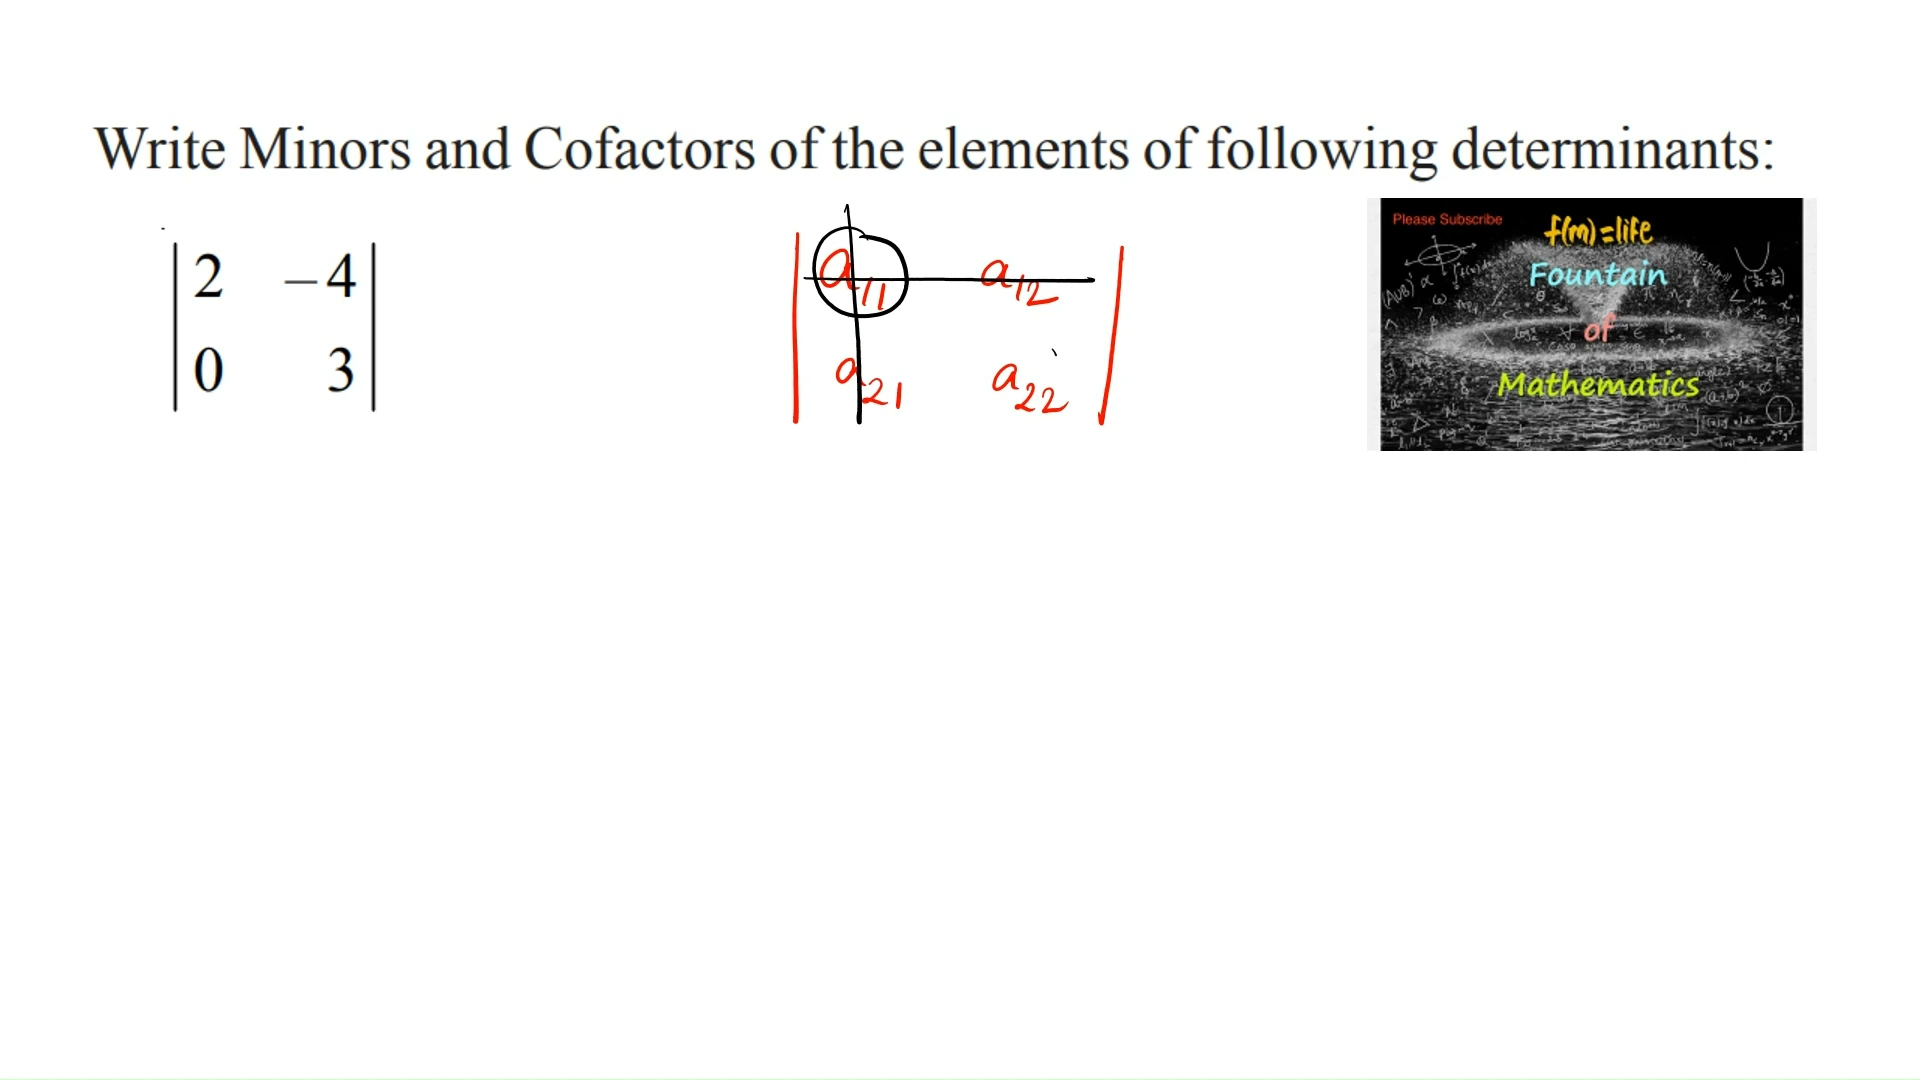 Write Minors and Cofactors of the elements of following determinants:
2 −4
0 3
a11 a12
a21 a22
Please Subscribe
f(m)=life
Fountain
of
Mathematics